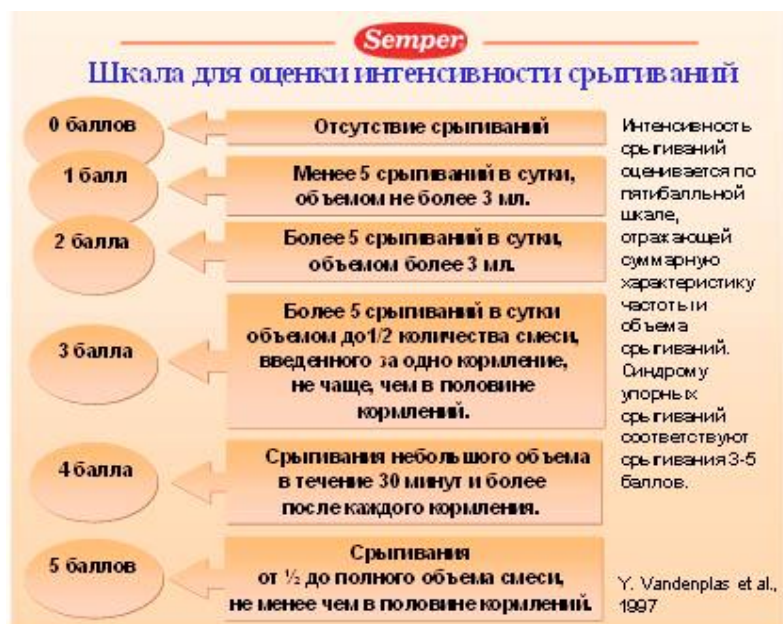 Semper
Шкала для оценки интенсивности срыгиваний
0 баллов
Отсутствие срыгиваний
1 балл
Менее 5 срыгиваний в сутки,
объемом не более 3 мл.
2 балла
Более 5 срыгиваний в сутки,
объемом более 3 мл.
3 балла
Более 5 срыгиваний в сутки
объемом до1/2 количества смеси,
введенного за одно кормление,
не чаще, чем в половине
кормлений.
4 балла
Срыгивания небольшого объема
в течение 30 минут и более
после каждого кормления.
5 баллов
Срыгивания
от ½ до полного объема смеси,
не менее чем в половине кормлений.
Интенсивность
срыгиваний
оценивается по
пятибалльной
шкале,
отражающей
суммарную
характеристику
частоты и
объема
срыгиваний.
Синдрому
упорных
срыгиваний
соответствуют
срыгивания 3-5
баллов.
Y. Vandenplas et al.,
1997